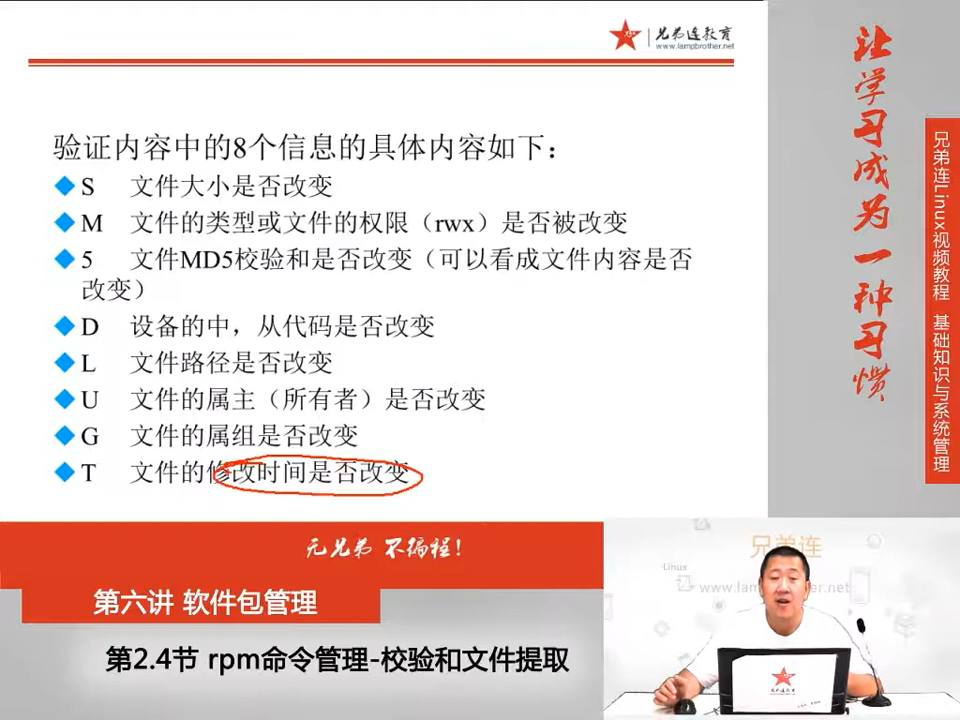 兄弟连教育
www.lampbrother.net
验证内容中的8个信息的具体内容如下：
S 文件大小是否改变
M 文件的类型或文件的权限（rwx）是否被改变
5 文件MD5校验和是否改变（可以看成文件内容是否
改变）
D 设备的中，从代码是否改变
L 文件路径是否改变
U 文件的属主（所有者）是否改变
G 文件的属组是否改变
T 文件的修改时间是否改变
让学习成为一种习惯
兄弟连Linux视频教程 基础知识与系统管理
无兄弟 不编程！
第六讲 软件包管理
第2.4节 rpm命令管理-校验和文件提取
兄弟连
Linux